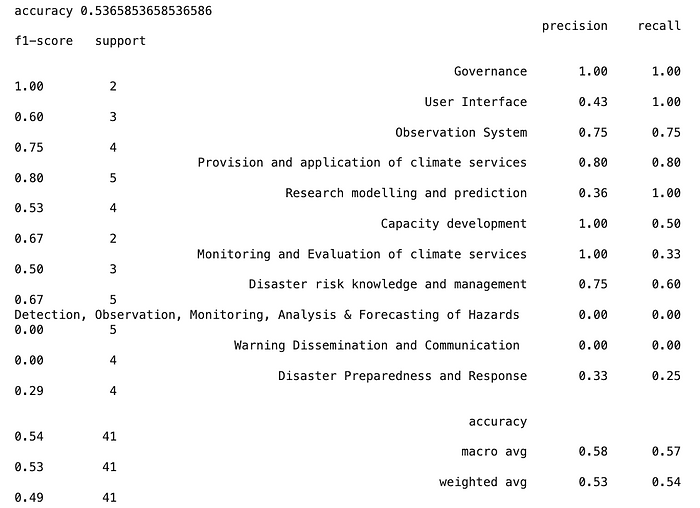 accuracy 0.5365853658536586
precision recall
f1-score support
Governance 1.00 1.00
1.00 2
User Interface 0.43 1.00
0.60 3
Observation System 0.75 0.75
0.75 4
Provision and application of climate services 0.80 0.80
0.80 5
Research modelling and prediction 0.36 1.00
0.53 4
Capacity development 1.00 0.50
0.67 2
Monitoring and Evaluation of climate services 1.00 0.33
0.50 3
Disaster risk knowledge and management 0.75 0.60
0.67 5
Detection, Observation, Monitoring, Analysis & Forecasting of Hazards 0.00 0.00
0.00 5
Warning Dissemination and Communication 0.00 0.00
0.00 4
Disaster Preparedness and Response 0.33 0.25
0.29 4
accuracy
0.54 41
macro avg 0.58 0.57
0.53 41
weighted avg 0.53 0.54
0.49 41